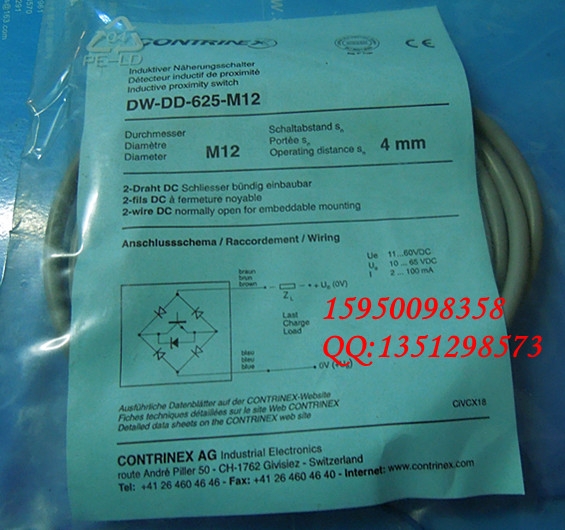 04
PE-LD
CONTRINEX
CE
Induktiver Näherungsschalter
Détecteur inductif de proximité
Inductive proximity switch
DW-DD-625-M12
Durchmesser
Diamètre
Diameter
M12
Schaltabstand sn
Portée sn
Operating distance sn
4 mm
2-Draht DC Schliesser bündig einbaubar
2-fils DC à fermeture noyable
2-wire DC normally open for embeddable mounting
Anschlussschema / Raccordement / Wiring
Ue 11...60VDC
UB 10 ... 65 VDC
I 2 ... 100 mA
braun
brun
brown
ZL
+ UB (0V)
Last
Charge
Load
blau
bleu
blue
0V (+UB)
15950098358
QQ:1351298573
Ausführliche Datenblätter auf der CONTRINEX-Website
Fiches techniques détaillées sur le site Web CONTRINEX
Detailed data sheets on the CONTRINEX web site
CIVCX18
CONTRINEX AG Industrial Electronics
route André Piller 50 - CH-1762 Givisiez - Switzerland
Tel: +41 26 460 46 46 - Fax: +41 26 460 46 40 - Internet: www.contrinex.com